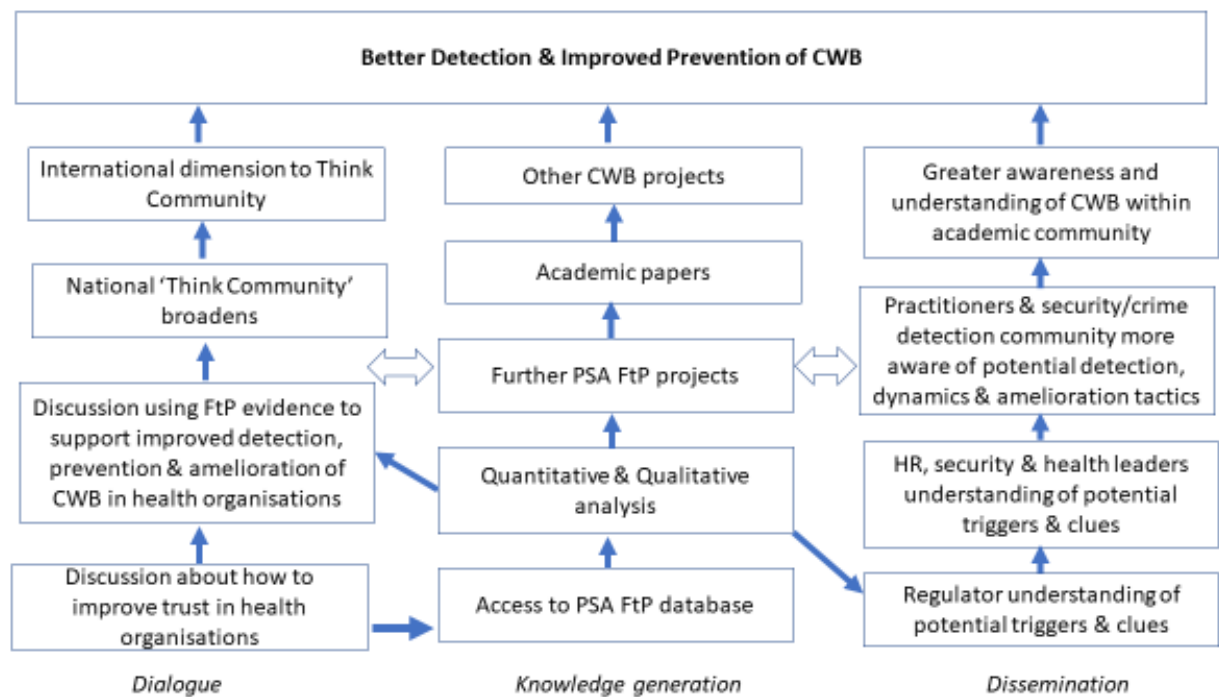 Better Detection & Improved Prevention of CWB
International dimension to Think
Community
National ‘Think Community’
broadens
Discussion using FtP evidence to
support improved detection,
prevention & amelioration of
CWB in health organisations
Discussion about how to
improve trust in health
organisations
Dialogue
Other CWB projects
Academic papers
Further PSA FtP projects
Quantitative & Qualitative
analysis
Access to PSA FtP database
Knowledge generation
Greater awareness and
understanding of CWB within
academic community
Practitioners & security/crime
detection community more
aware of potential detection,
dynamics & amelioration tactics
HR, security & health leaders
understanding of potential
triggers & clues
Regulator understanding of
potential triggers & clues
Dissemination